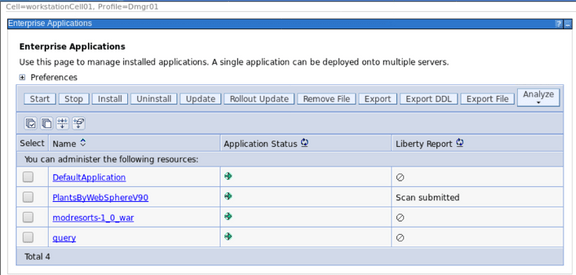 Cell=workstationCell01, Profile=Dmgr01
Enterprise Applications
Enterprise Applications
Use this page to manage installed applications. A single application can be deployed onto multiple servers.
Preferences
Start Stop Install Uninstall Update Rollout Update Remove File Export Export DDL Export File Analyze
Select Name Application Status Liberty Report
You can administer the following resources:
DefaultApplication
PlantsByWebSphereV90 Scan submitted
modresorts-1_0_war
query
Total 4